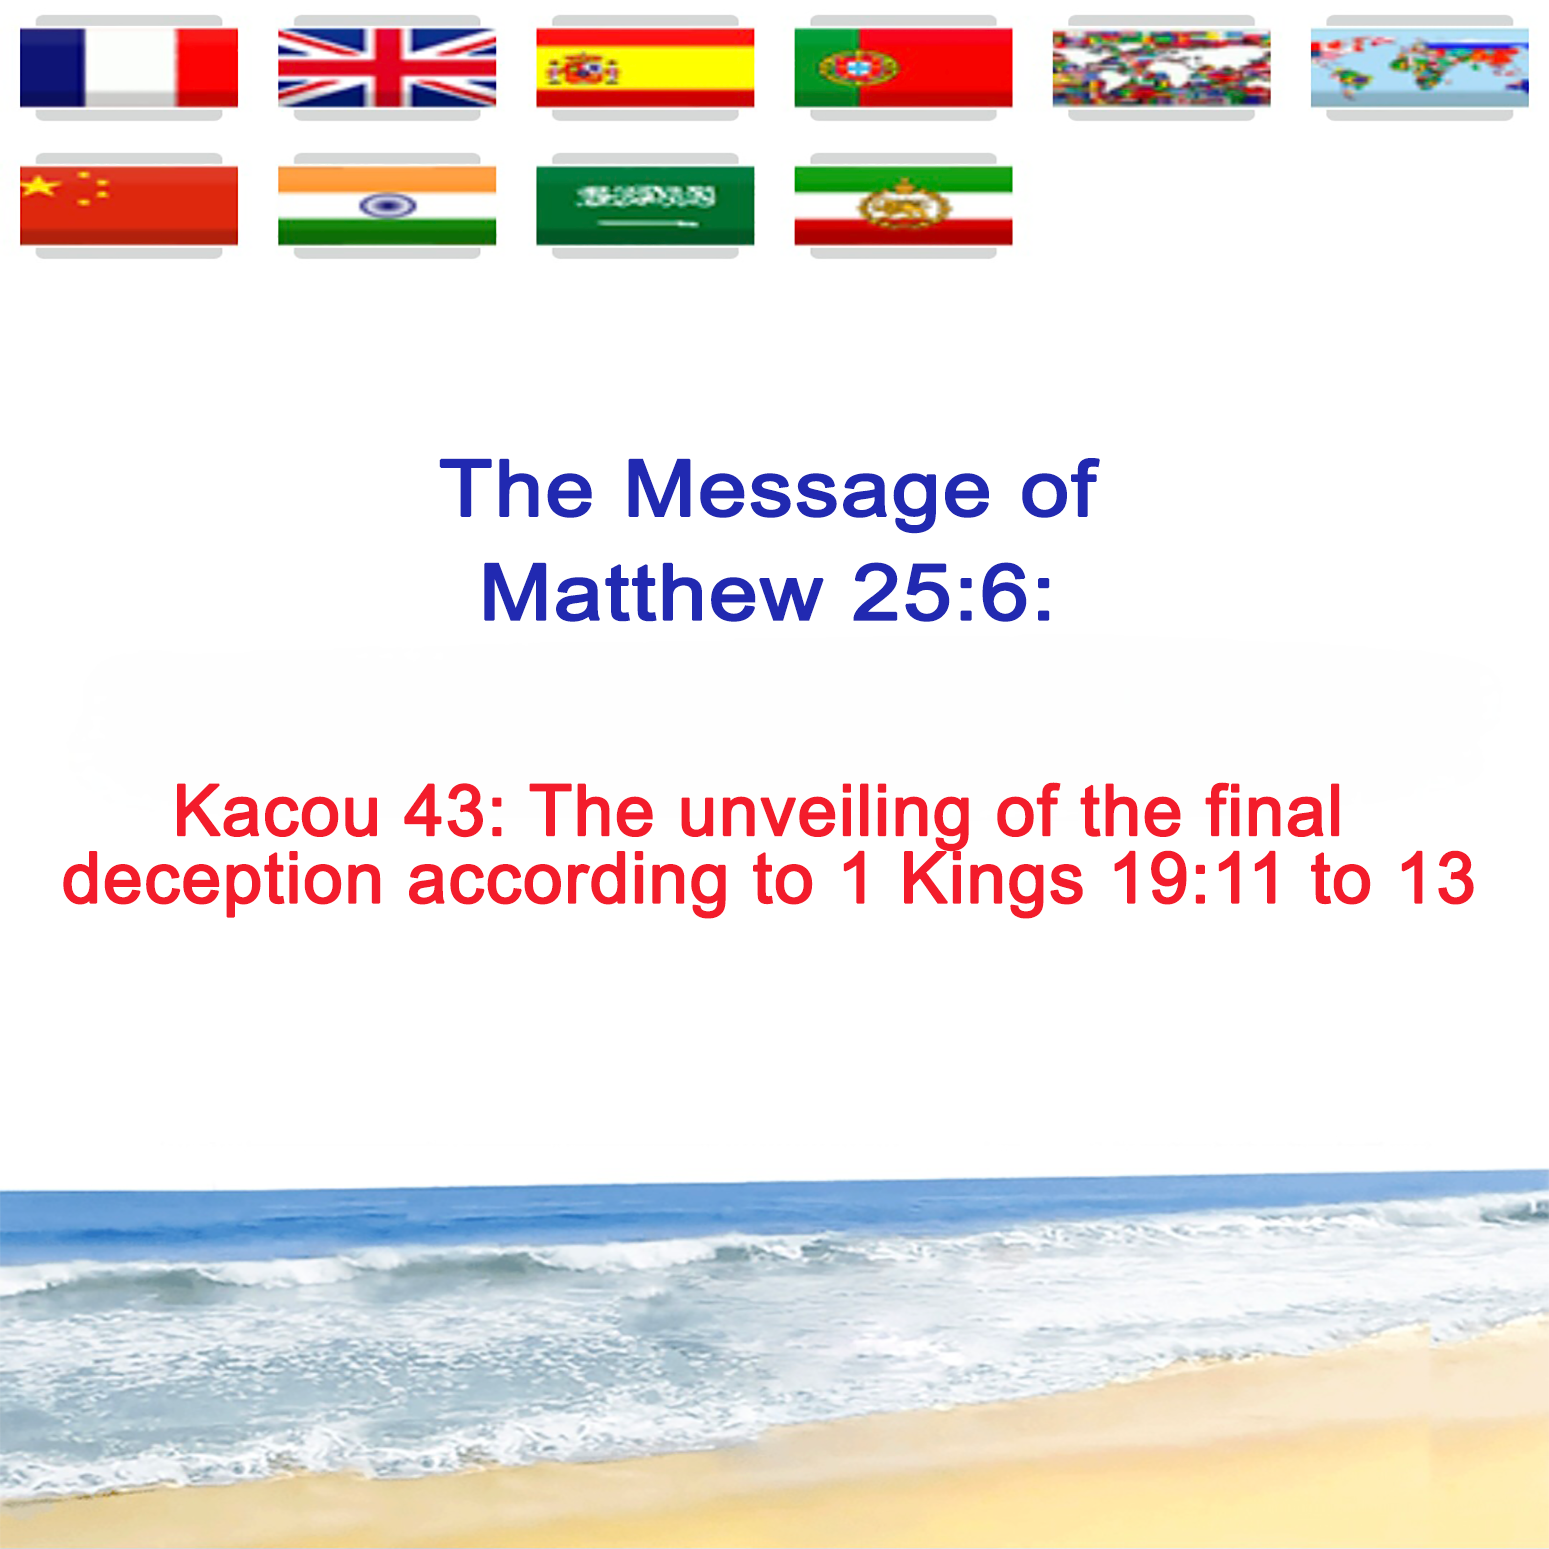 The Message of
Matthew 25:6:
Kacou 43: The unveiling of the final
deception according to 1 Kings 19:11 to 13